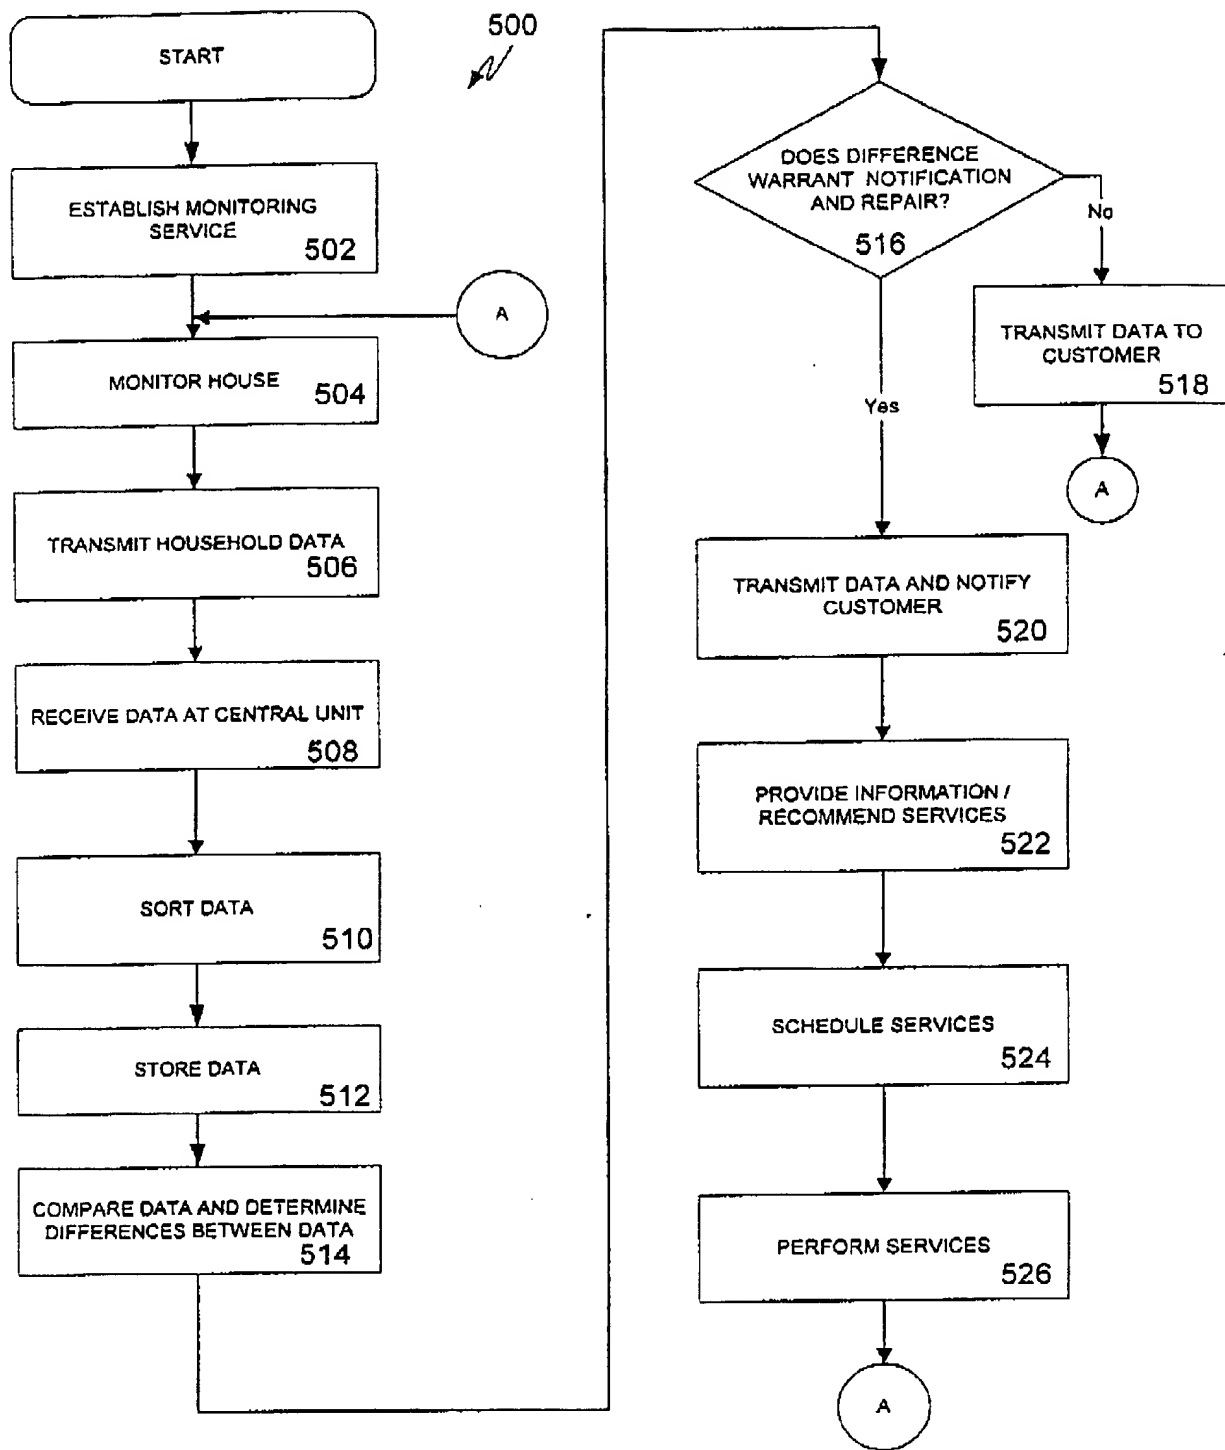 500
START
ESTABLISH MONITORING
SERVICE
502
A
MONITOR HOUSE
504
TRANSMIT HOUSEHOLD DATA
506
RECEIVE DATA AT CENTRAL UNIT
508
SORT DATA
510
STORE DATA
512
COMPARE DATA AND DETERMINE
DIFFERENCES BETWEEN DATA
514
DOES DIFFERENCE
WARRANT NOTIFICATION
AND REPAIR?
516
No
TRANSMIT DATA TO
CUSTOMER
518
A
Yes
TRANSMIT DATA AND NOTIFY
CUSTOMER
520
PROVIDE INFORMATION /
RECOMMEND SERVICES
522
SCHEDULE SERVICES
524
PERFORM SERVICES
526
A